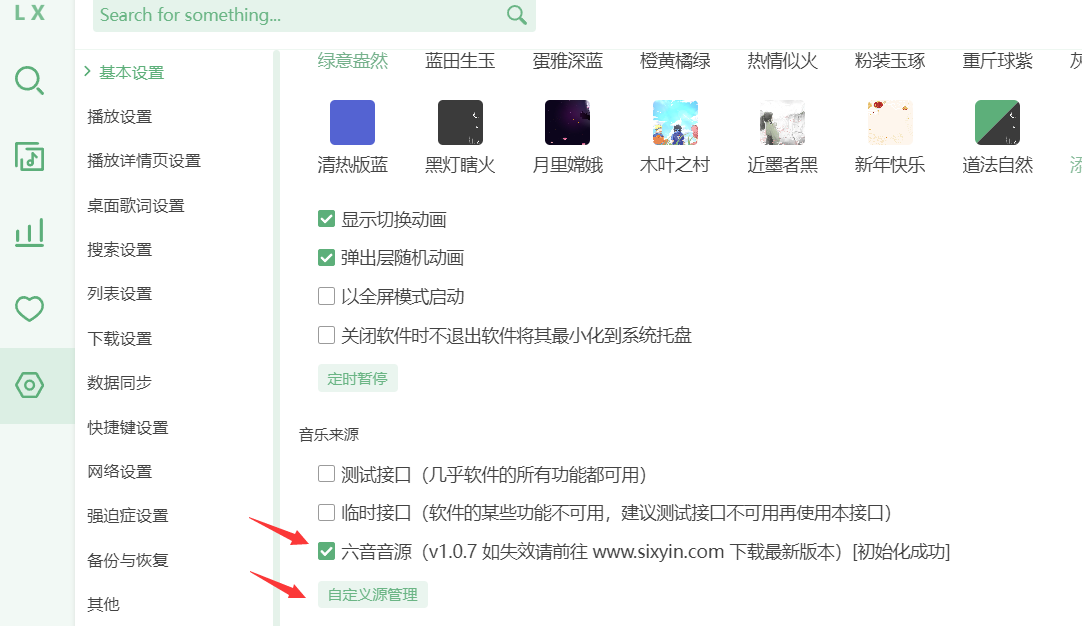 LX
Search for something...
基本设置
播放设置
播放详情页设置
桌面歌词设置
搜索设置
列表设置
下载设置
数据同步
快捷键设置
网络设置
强迫症设置
备份与恢复
其他
绿意盎然 蓝田生玉 蛋雅深蓝 橙黄橘绿 热情似火 粉装玉琢 重斤球紫
清热版蓝 黑灯瞎火 月里嫦娥 木叶之村 近墨者黑 新年快乐 道法自然
显示切换动画
弹出层随机动画
以全屏模式启动
关闭软件时不退出软件将其最小化到系统托盘
定时暂停
音乐来源
测试接口（几乎软件的所有功能都可用）
临时接口（软件的某些功能不可用，建议测试接口不可用再使用本接口）
六音音源（v1.0.7 如失效请前往 www.sixyin.com 下载最新版本）[初始化成功]
自定义源管理